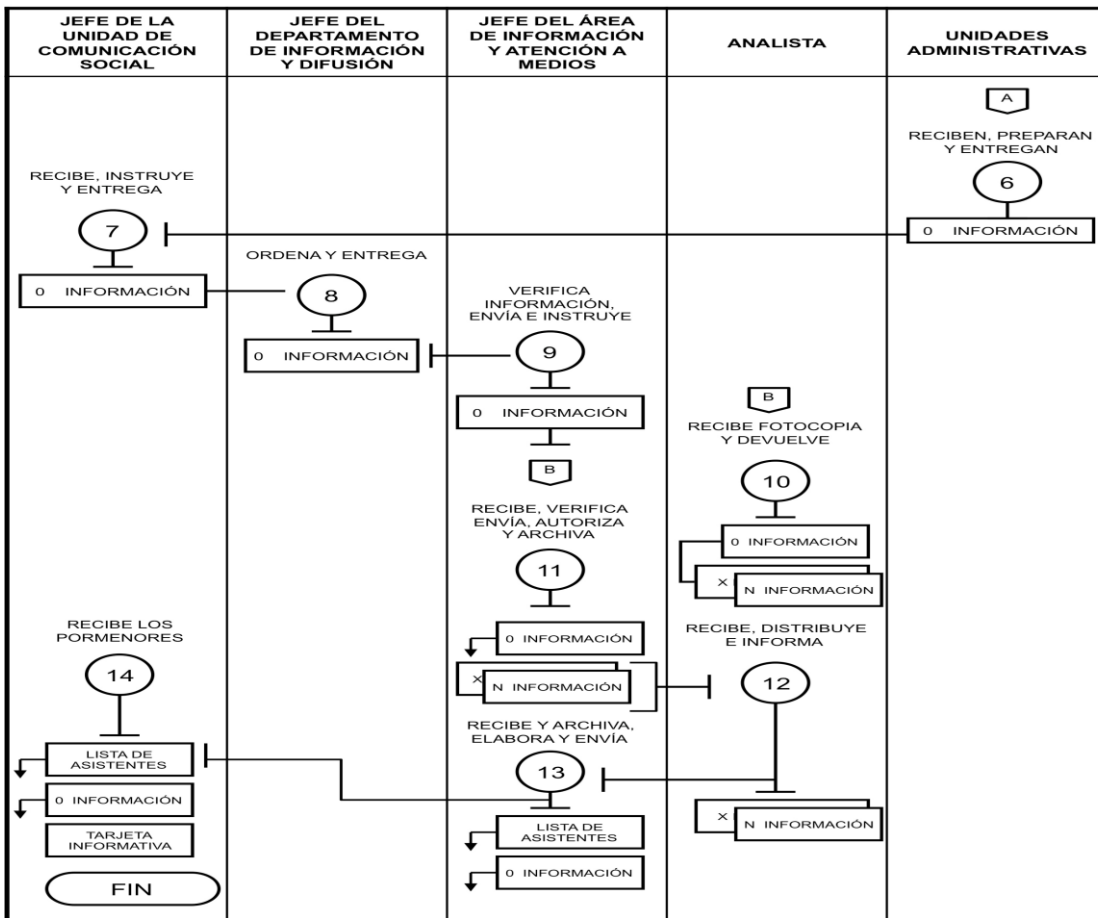 JEFE DE LA
UNIDAD DE
COMUNICACIÓN
SOCIAL
JEFE DEL
DEPARTAMENTO
DE INFORMACIÓN
Y DIFUSIÓN
JEFE DEL ÁREA
DE INFORMACIÓN
Y ATENCIÓN A
MEDIOS
ANALISTA
UNIDADES
ADMINISTRATIVAS
A
RECIBEN, PREPARAN
Y ENTREGAN
6
0 INFORMACIÓN
RECIBE, INSTRUYE
Y ENTREGA
7
0 INFORMACIÓN
ORDENA Y ENTREGA
8
0 INFORMACIÓN
VERIFICA
INFORMACIÓN,
ENVÍA E INSTRUYE
9
0 INFORMACIÓN
B
B
RECIBE FOTOCOPIA
Y DEVUELVE
10
0 INFORMACIÓN
X
N INFORMACIÓN
RECIBE, VERIFICA
ENVÍA, AUTORIZA
Y ARCHIVA
11
0 INFORMACIÓN
X
N INFORMACIÓN
RECIBE, DISTRIBUYE
E INFORMA
12
X
N INFORMACIÓN
RECIBE Y ARCHIVA,
ELABORA Y ENVÍA
13
LISTA DE
ASISTENTES
0 INFORMACIÓN
RECIBE LOS
PORMENORES
14
LISTA DE
ASISTENTES
0 INFORMACIÓN
TARJETA
INFORMATIVA
FIN